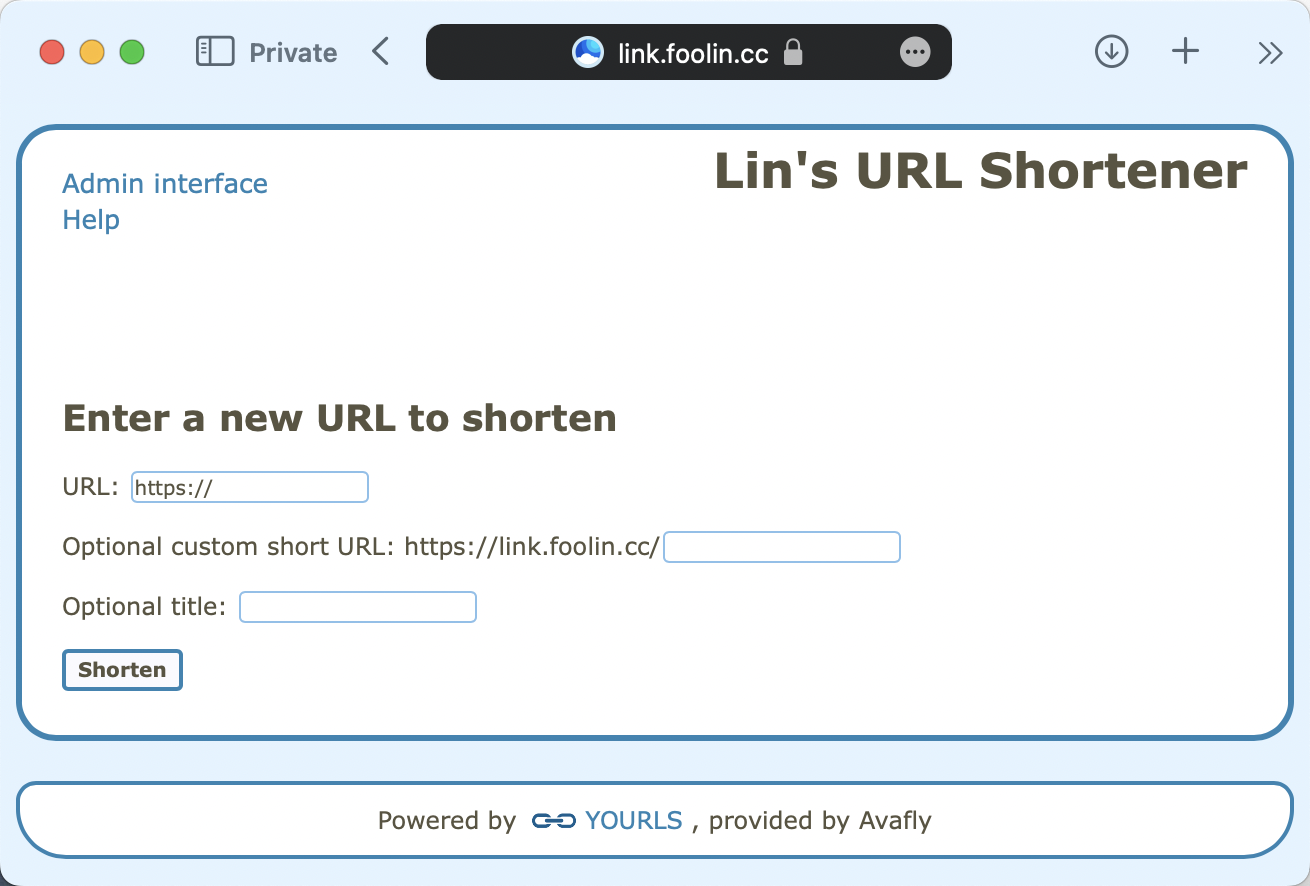 Private
link.foolin.cc
Lin's URL Shortener
Admin interface
Help
Enter a new URL to shorten
URL: https://
Optional custom short URL: https://link.foolin.cc/
Optional title:
Shorten
Powered by YOURLS , provided by Avafly